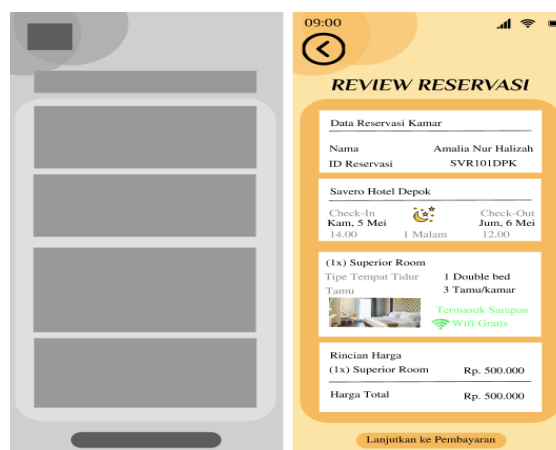 09:00
REVIEW RESERVASI
Data Reservasi Kamar
Nama Amalia Nur Halizah
ID Reservasi SVR101DPK
Savero Hotel Depok
Check-In Check-Out
Kam, 5 Mei Jum, 6 Mei
14.00 1 Malam 12.00
(1x) Superior Room
Tipe Tempat Tidur 1 Double bed
Tamu 3 Tamu/kamar
Termasuk Sarapan
Wifi Gratis
Rincian Harga
(1x) Superior Room Rp. 500.000
Harga Total Rp. 500.000
Lanjutkan ke Pembayaran